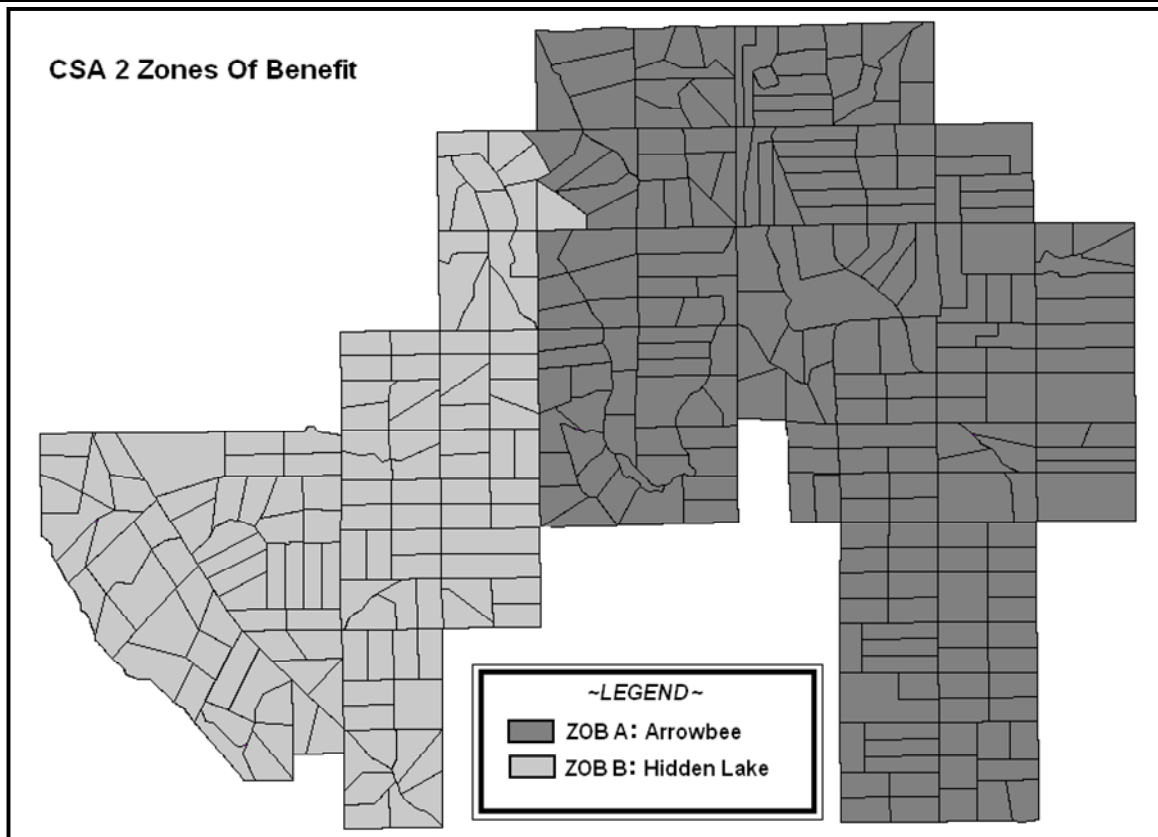 CSA 2 Zones Of Benefit
~LEGEND~
ZOB A: Arrowbee
ZOB B: Hidden Lake